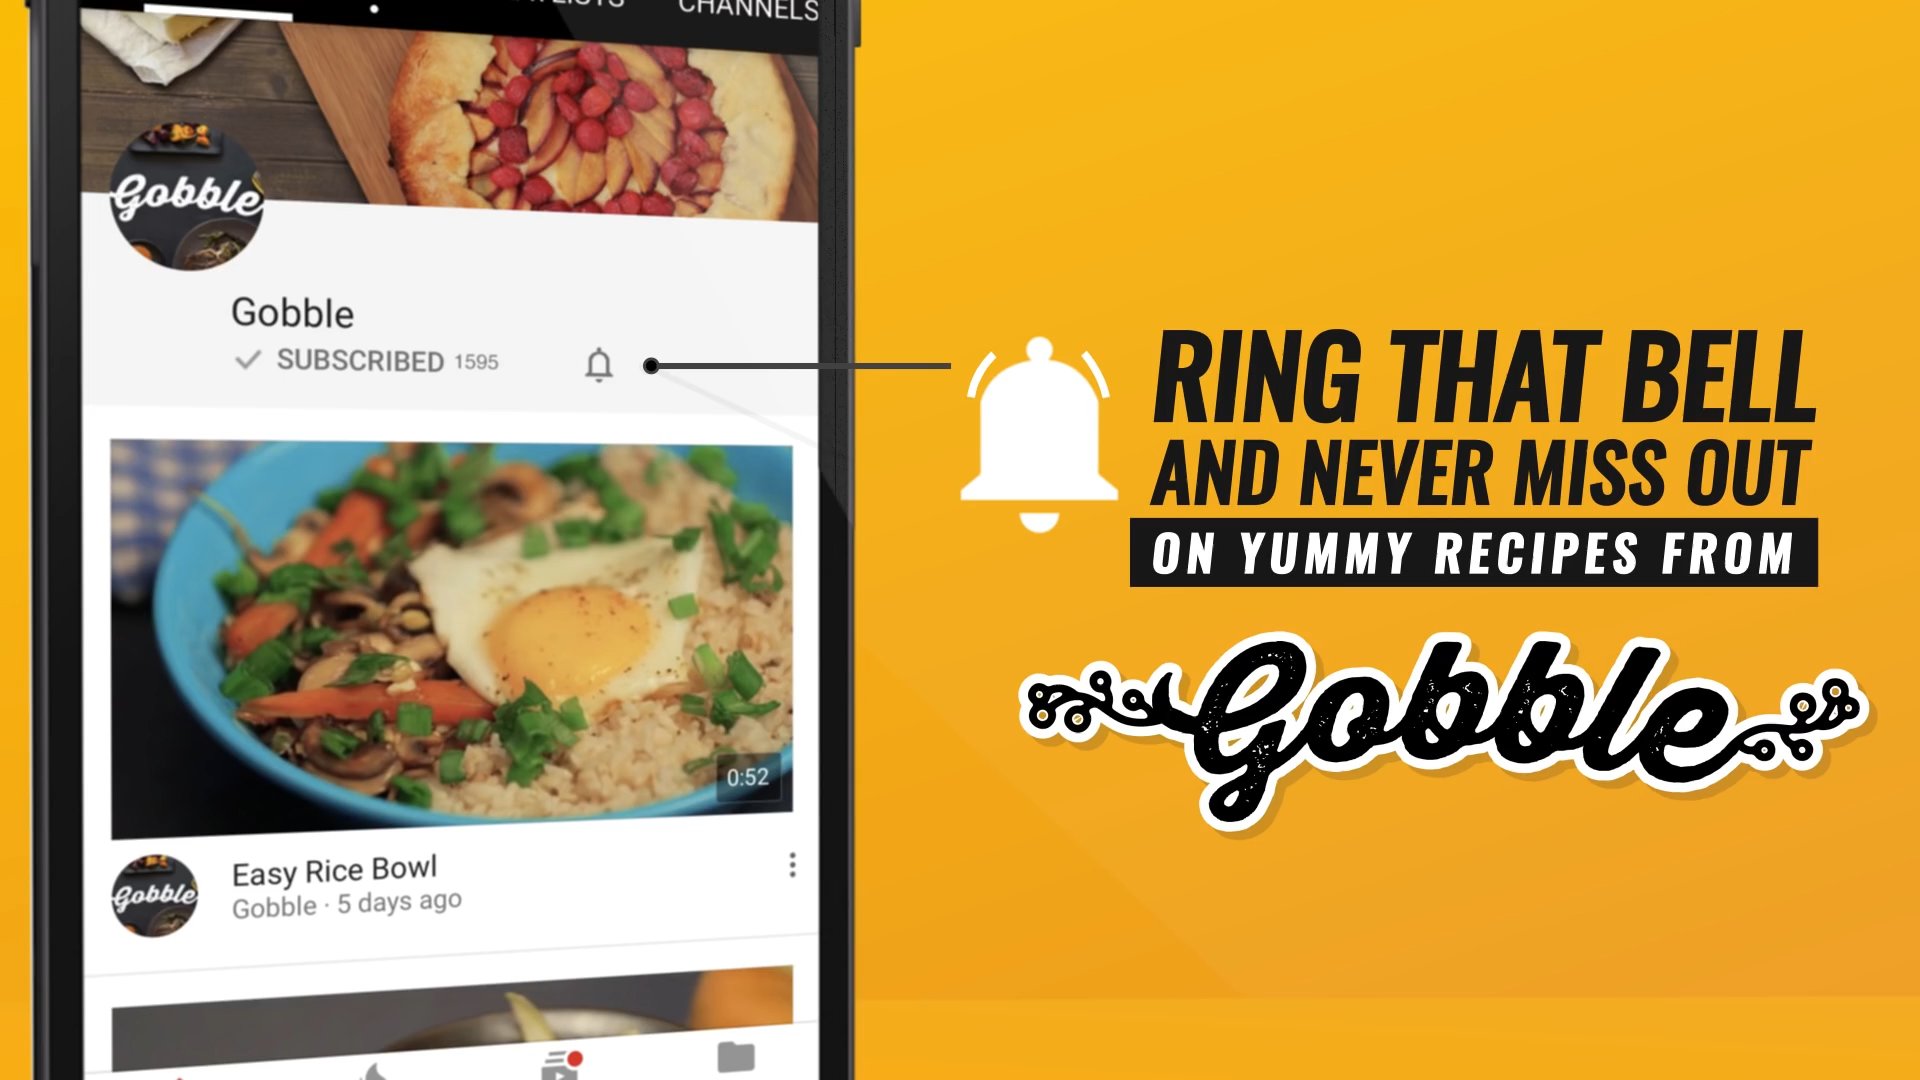 CHANNELS
Gobble
Gobble
SUBSCRIBED 1595
0:52
Gobble
Easy Rice Bowl
Gobble · 5 days ago
RING THAT BELL
AND NEVER MISS OUT
ON YUMMY RECIPES FROM
Gobble